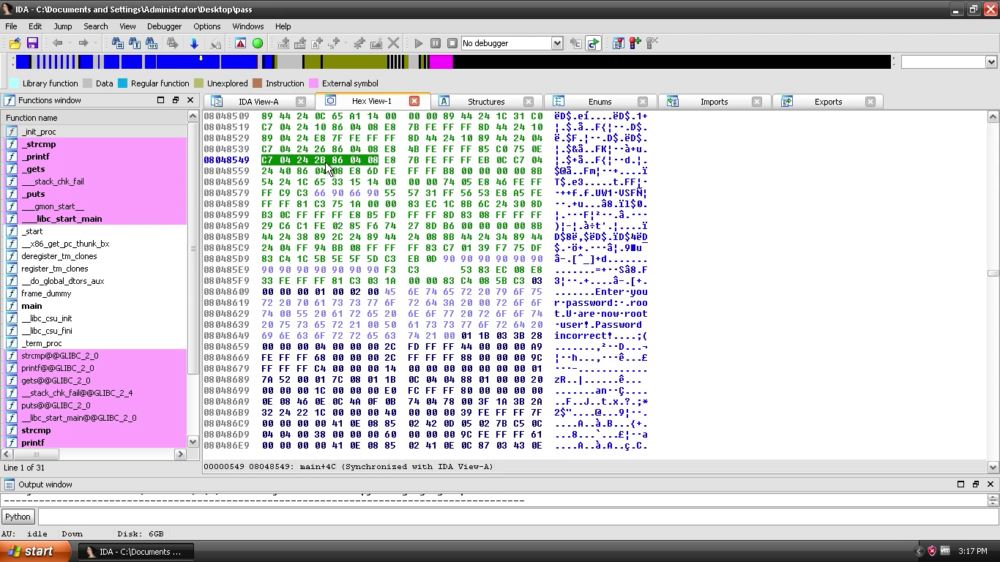 IDA - C:\Documents and Settings\Administrator\Desktop\pass
File Edit Jump Search View Debugger Options Windows Help
No debugger
Library function Data Regular function Unexplored Instruction External symbol
Functions window
IDA View-A Hex View-1 Structures Enums Imports Exports
Function name
_init_proc
_strcmp
_printf
_gets
___stack_chk_fail
_puts
___gmon_start__
___libc_start_main
_start
__x86_get_pc_thunk_bx
deregister_tm_clones
register_tm_clones
__do_global_dtors_aux
frame_dummy
main
__libc_csu_init
__libc_csu_fini
_term_proc
strcmp@@GLIBC_2_0
printf@@GLIBC_2_0
gets@@GLIBC_2_0
__stack_chk_fail@@GLIBC_2_4
puts@@GLIBC_2_0
__libc_start_main@@GLIBC_2_0
strcmp
printf
Line 1 of 31
08048509 89 44 24 0C 65 A1 14 00 00 00 89 44 24 1C 31 C0
08048519 C7 04 24 10 86 04 08 E8 7B FE FF FF 8D 44 24 10
08048529 89 04 24 E8 7F FE FF FF 8D 44 24 10 89 44 24 04
08048539 C7 04 24 26 86 04 08 E8 4B FE FF FF 85 C0 75 0E
08048549 C7 04 24 2B 86 04 08 E8 7B FE FF FF EB 0C C7 04
08048559 24 40 86 04 08 E8 6D FE FF FF B8 00 00 00 00 8B
08048569 54 24 1C 65 33 15 14 00 00 00 74 05 E8 46 FE FF
08048579 FF C9 C3 66 90 66 90 55 57 31 FF 56 53 E8 A5 FE
08048589 FF FF 81 C3 75 1A 00 00 83 EC 1C 8B 6C 24 30 8D
08048599 B3 0C FF FF FF E8 B5 FD FF FF 8D 83 08 FF FF FF
080485A9 29 C6 C1 FE 02 85 F6 74 27 8D B6 00 00 00 00 8B
080485B9 44 24 38 89 2C 24 89 44 24 08 8B 44 24 34 89 44
080485C9 24 04 FF 94 BB 08 FF FF FF 83 C7 01 39 F7 75 DF
080485D9 83 C4 1C 5B 5E 5F 5D C3 EB 0D 90 90 90 90 90 90
080485E9 90 90 90 90 90 90 90 F3 C3 53 83 EC 08 E8
080485F9 33 FE FF FF 81 C3 03 1A 00 00 83 C4 08 5B C3 03
08048609 00 00 00 01 00 02 00 45 6E 74 65 72 20 79 6F 75 .......Enter·you
08048619 72 20 70 61 73 73 77 6F 72 64 3A 20 00 72 6F 6F r·password:·.roo
08048629 74 00 55 20 61 72 65 20 6E 6F 77 20 72 6F 6F 74 t.U·are·now·root
08048639 20 75 73 65 72 21 00 50 61 73 73 77 6F 72 64 20 ·user!.Password
08048649 69 6E 63 6F 72 72 65 63 74 21 00 01 1B 03 3B 28 incorrect!....;(
08048659 00 00 00 04 00 00 00 2C FD FF FF 44 00 00 00 A9
08048669 FE FF FF 68 00 00 00 2C FF FF FF 88 00 00 00 9C
08048679 FF FF FF C4 00 00 00 14 00 00 00 00 00 00 00 01
08048689 7A 52 00 01 7C 08 01 1B 0C 04 04 88 01 00 00 20
08048699 00 00 00 1C 00 00 00 E0 FC FF FF 80 00 00 00 00
080486A9 0E 08 46 0E 0C 4A 0F 0B 74 04 78 00 3F 1A 3B 2A
080486B9 32 24 22 1C 00 00 00 40 00 00 00 39 FE FF FF 7F
080486C9 00 00 00 00 41 0E 08 85 02 42 0D 05 02 7B C5 0C
080486D9 04 04 00 38 00 00 00 60 00 00 00 9C FE FF FF 61
080486E9 00 00 00 00 41 0E 08 85 02 41 0E 0C 87 03 43 0E
00000549 08048549: main+4C (Synchronized with IDA View-A)
Output window
Python
AU: idle Down Disk: 6GB
start IDA - C:\Documents ... 3:17 PM